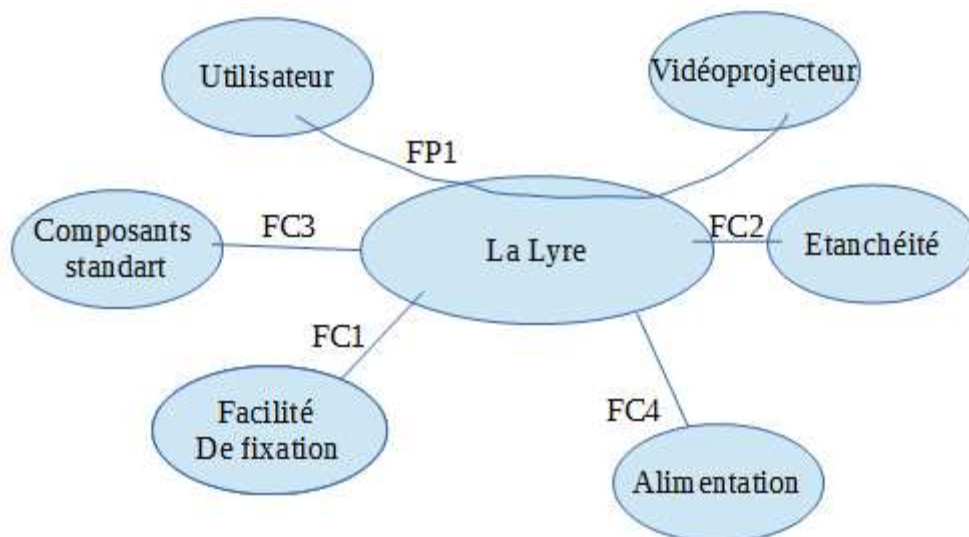 Utilisateur
Vidéoprojecteur
FP1
Composants
standart
FC3
La Lyre
FC2
Etanchéité
FC1
Facilité
De fixation
FC4
Alimentation